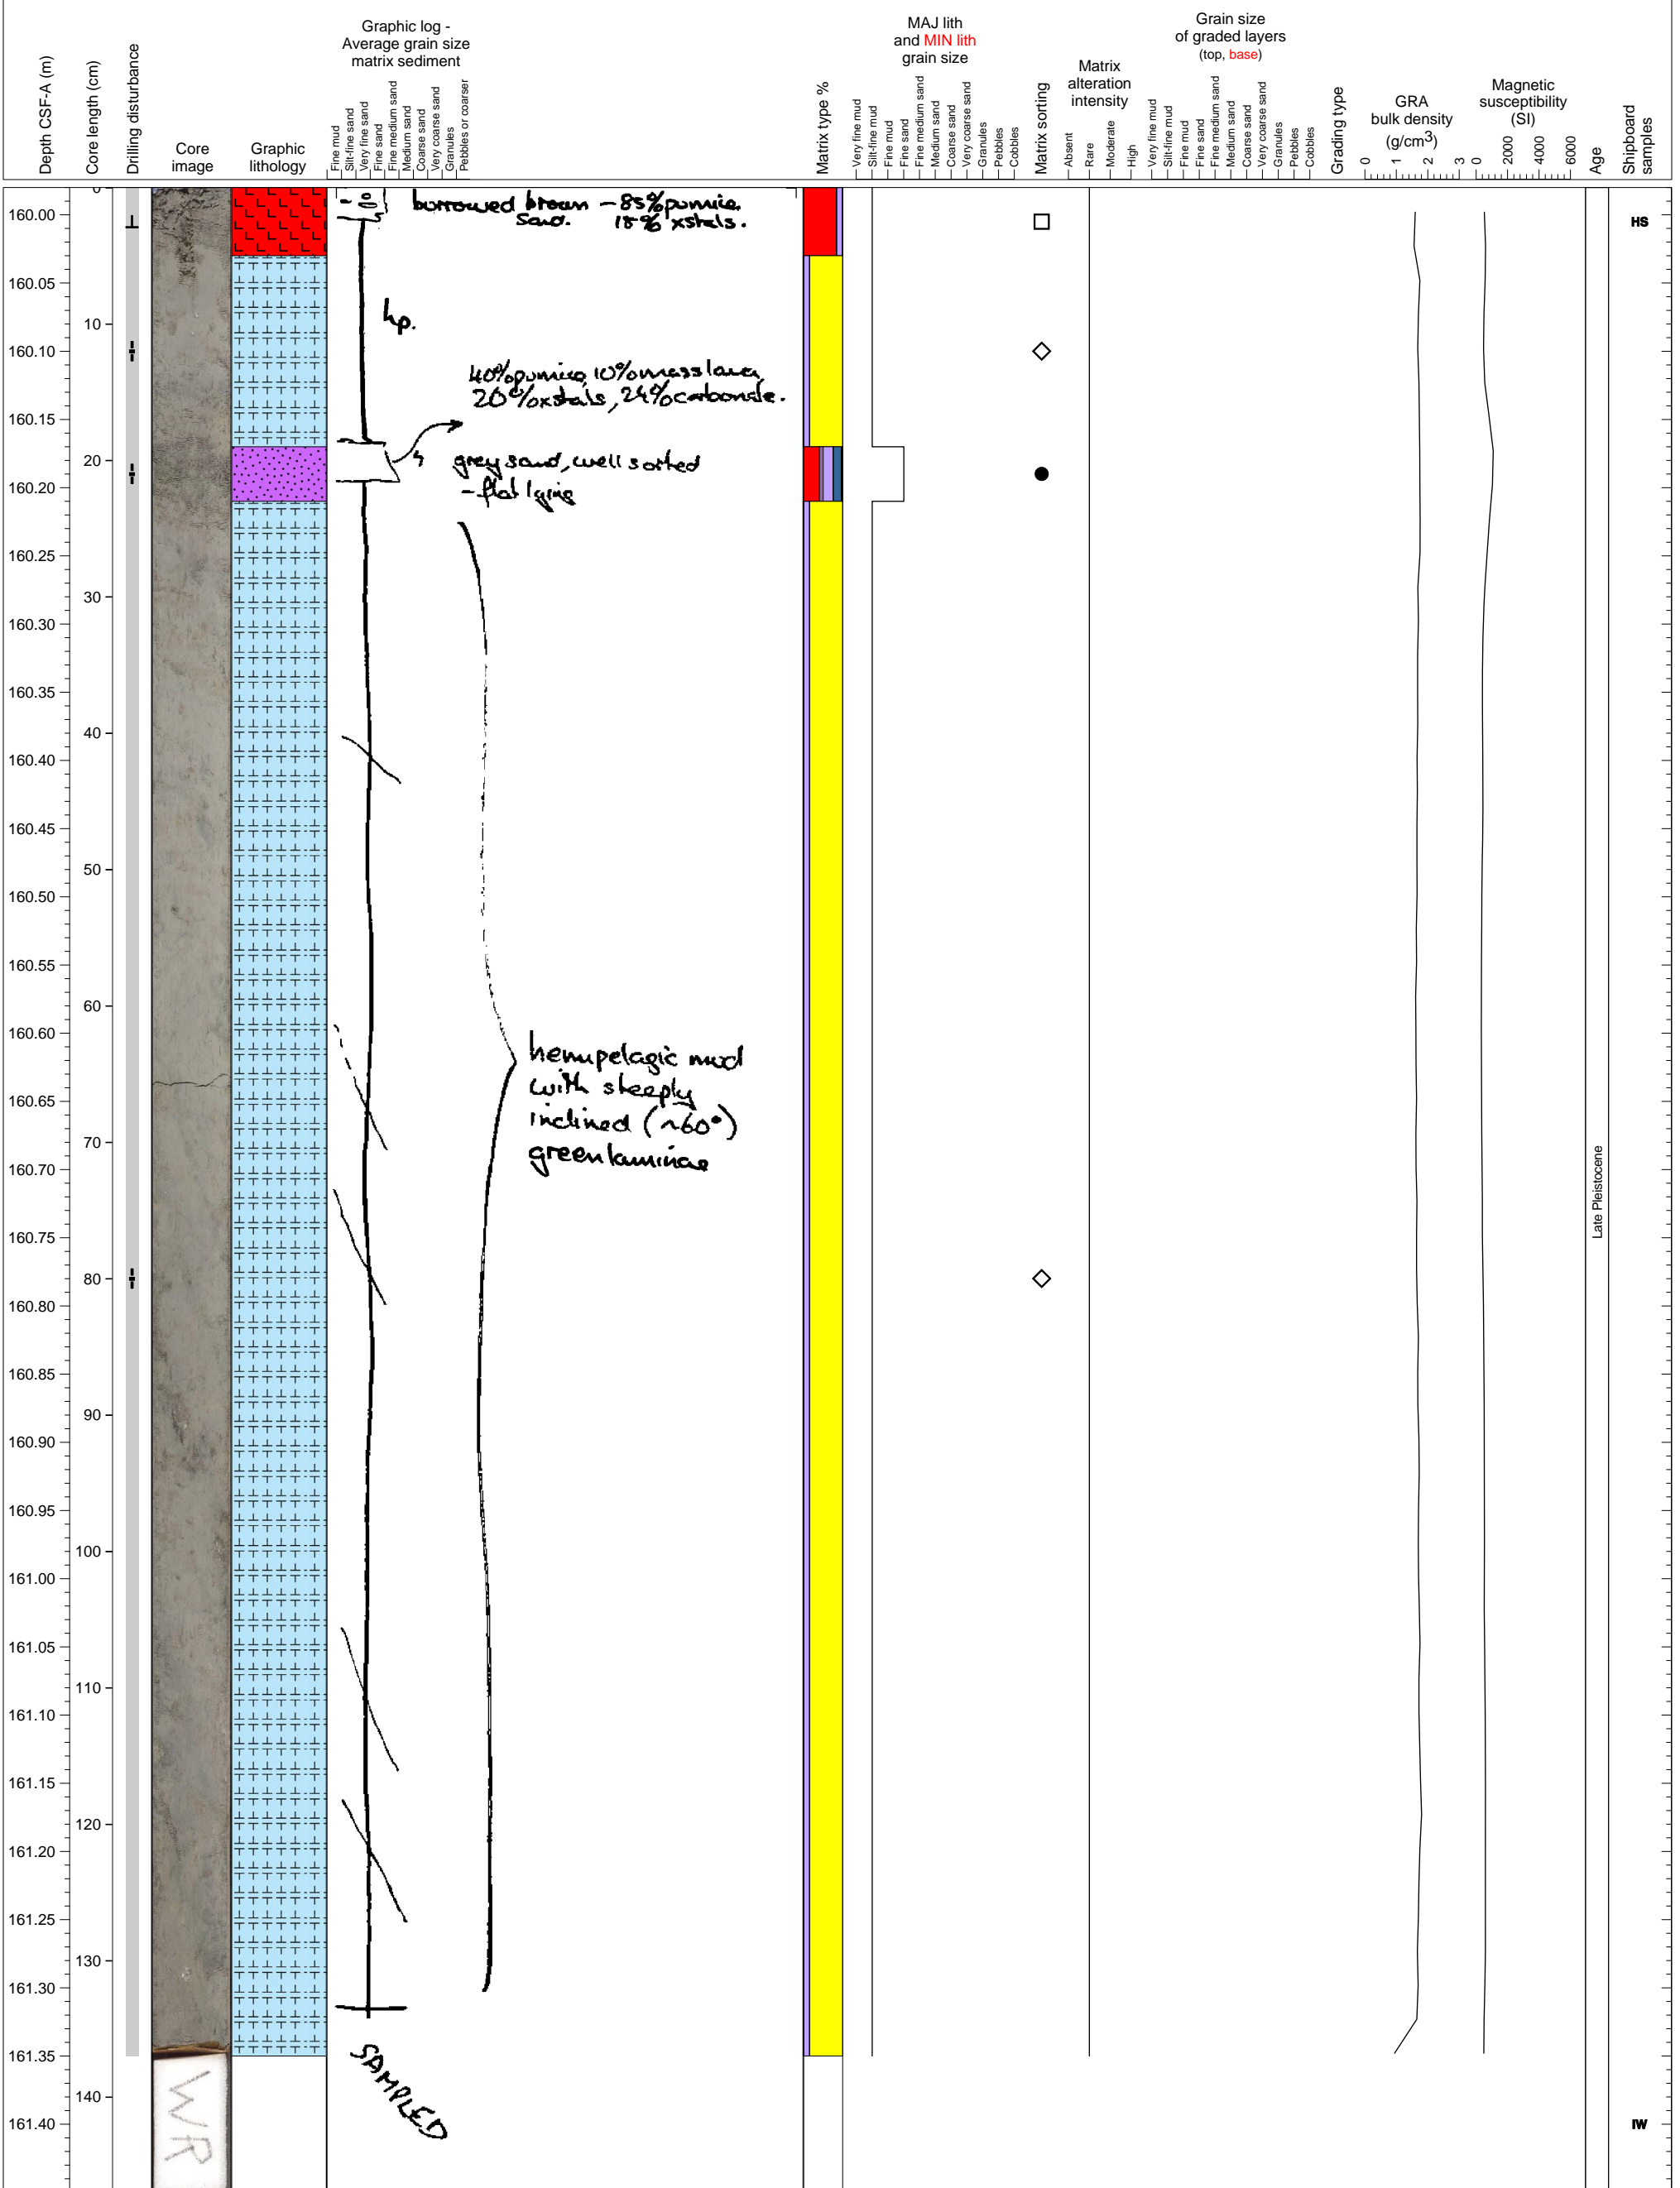 Depth CSF-A (m)
Core length (cm)
Drilling disturbance
Core
image
Graphic
lithology
Graphic log -
Average grain size
matrix sediment
Fine mud
Silt-fine sand
Very fine sand
Fine sand
Fine medium sand
Medium sand
Coarse sand
Very coarse sand
Granules
Pebbles or coarser
Matrix type %
MAJ lith
and MIN lith
grain size
Very fine mud
Silt-fine mud
Fine mud
Fine sand
Fine medium sand
Medium sand
Coarse sand
Very coarse sand
Granules
Pebbles
Cobbles
Matrix sorting
Matrix
alteration
intensity
Absent
Rare
Moderate
High
Grain size
of graded layers
(top, base)
Very fine mud
Silt-fine mud
Fine mud
Fine sand
Fine medium sand
Medium sand
Coarse sand
Very coarse sand
Granules
Pebbles
Cobbles
Grading type
GRA
bulk density
(g/cm3)
0 1 2 3
Magnetic
susceptibility
(SI)
0 2000 4000 6000
Age
Shipboard
samples
0
160.00
160.05
10
160.10
160.15
20
160.20
160.25
30
160.30
160.35
40
160.40
160.45
50
160.50
160.55
60
160.60
160.65
70
160.70
160.75
80
160.80
160.85
90
160.90
160.95
100
161.00
161.05
110
161.10
161.15
120
161.20
161.25
130
161.30
161.35
140
161.40
burrowed brown - 85% pumice
sand. 15% xstals.
hp.
40% pumice, 10% mass lava,
20% xstals, 24% carbonate.
grey sand, well sorted
- flat lying
hemipelagic mud
with steeply
inclined (~60°)
green laminae
SAMPLED
WR
Late Pleistocene
HS
IW